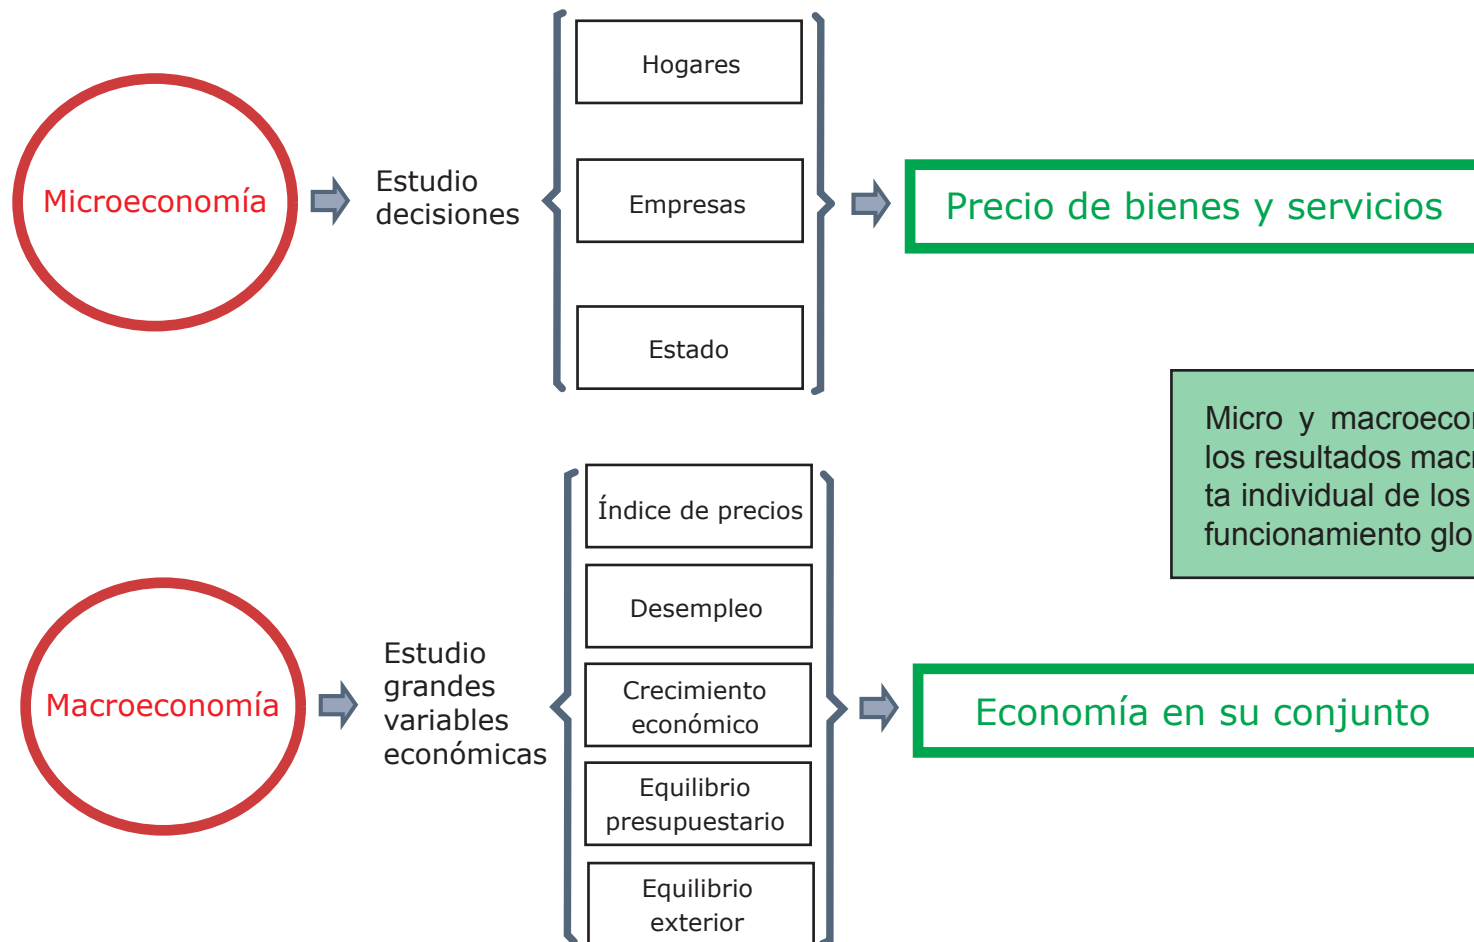 Microeconomía
Estudio
decisiones
Hogares
Empresas
Estado
Precio de bienes y servicios
Micro y
los resultados
ta individual de los
funcionamiento
Macroeconomía
Estudio
grandes
variables
económicas
Índice de precios
Desempleo
Crecimiento
económico
Equilibrio
presupuestario
Equilibrio
exterior
Economía en su conjunto